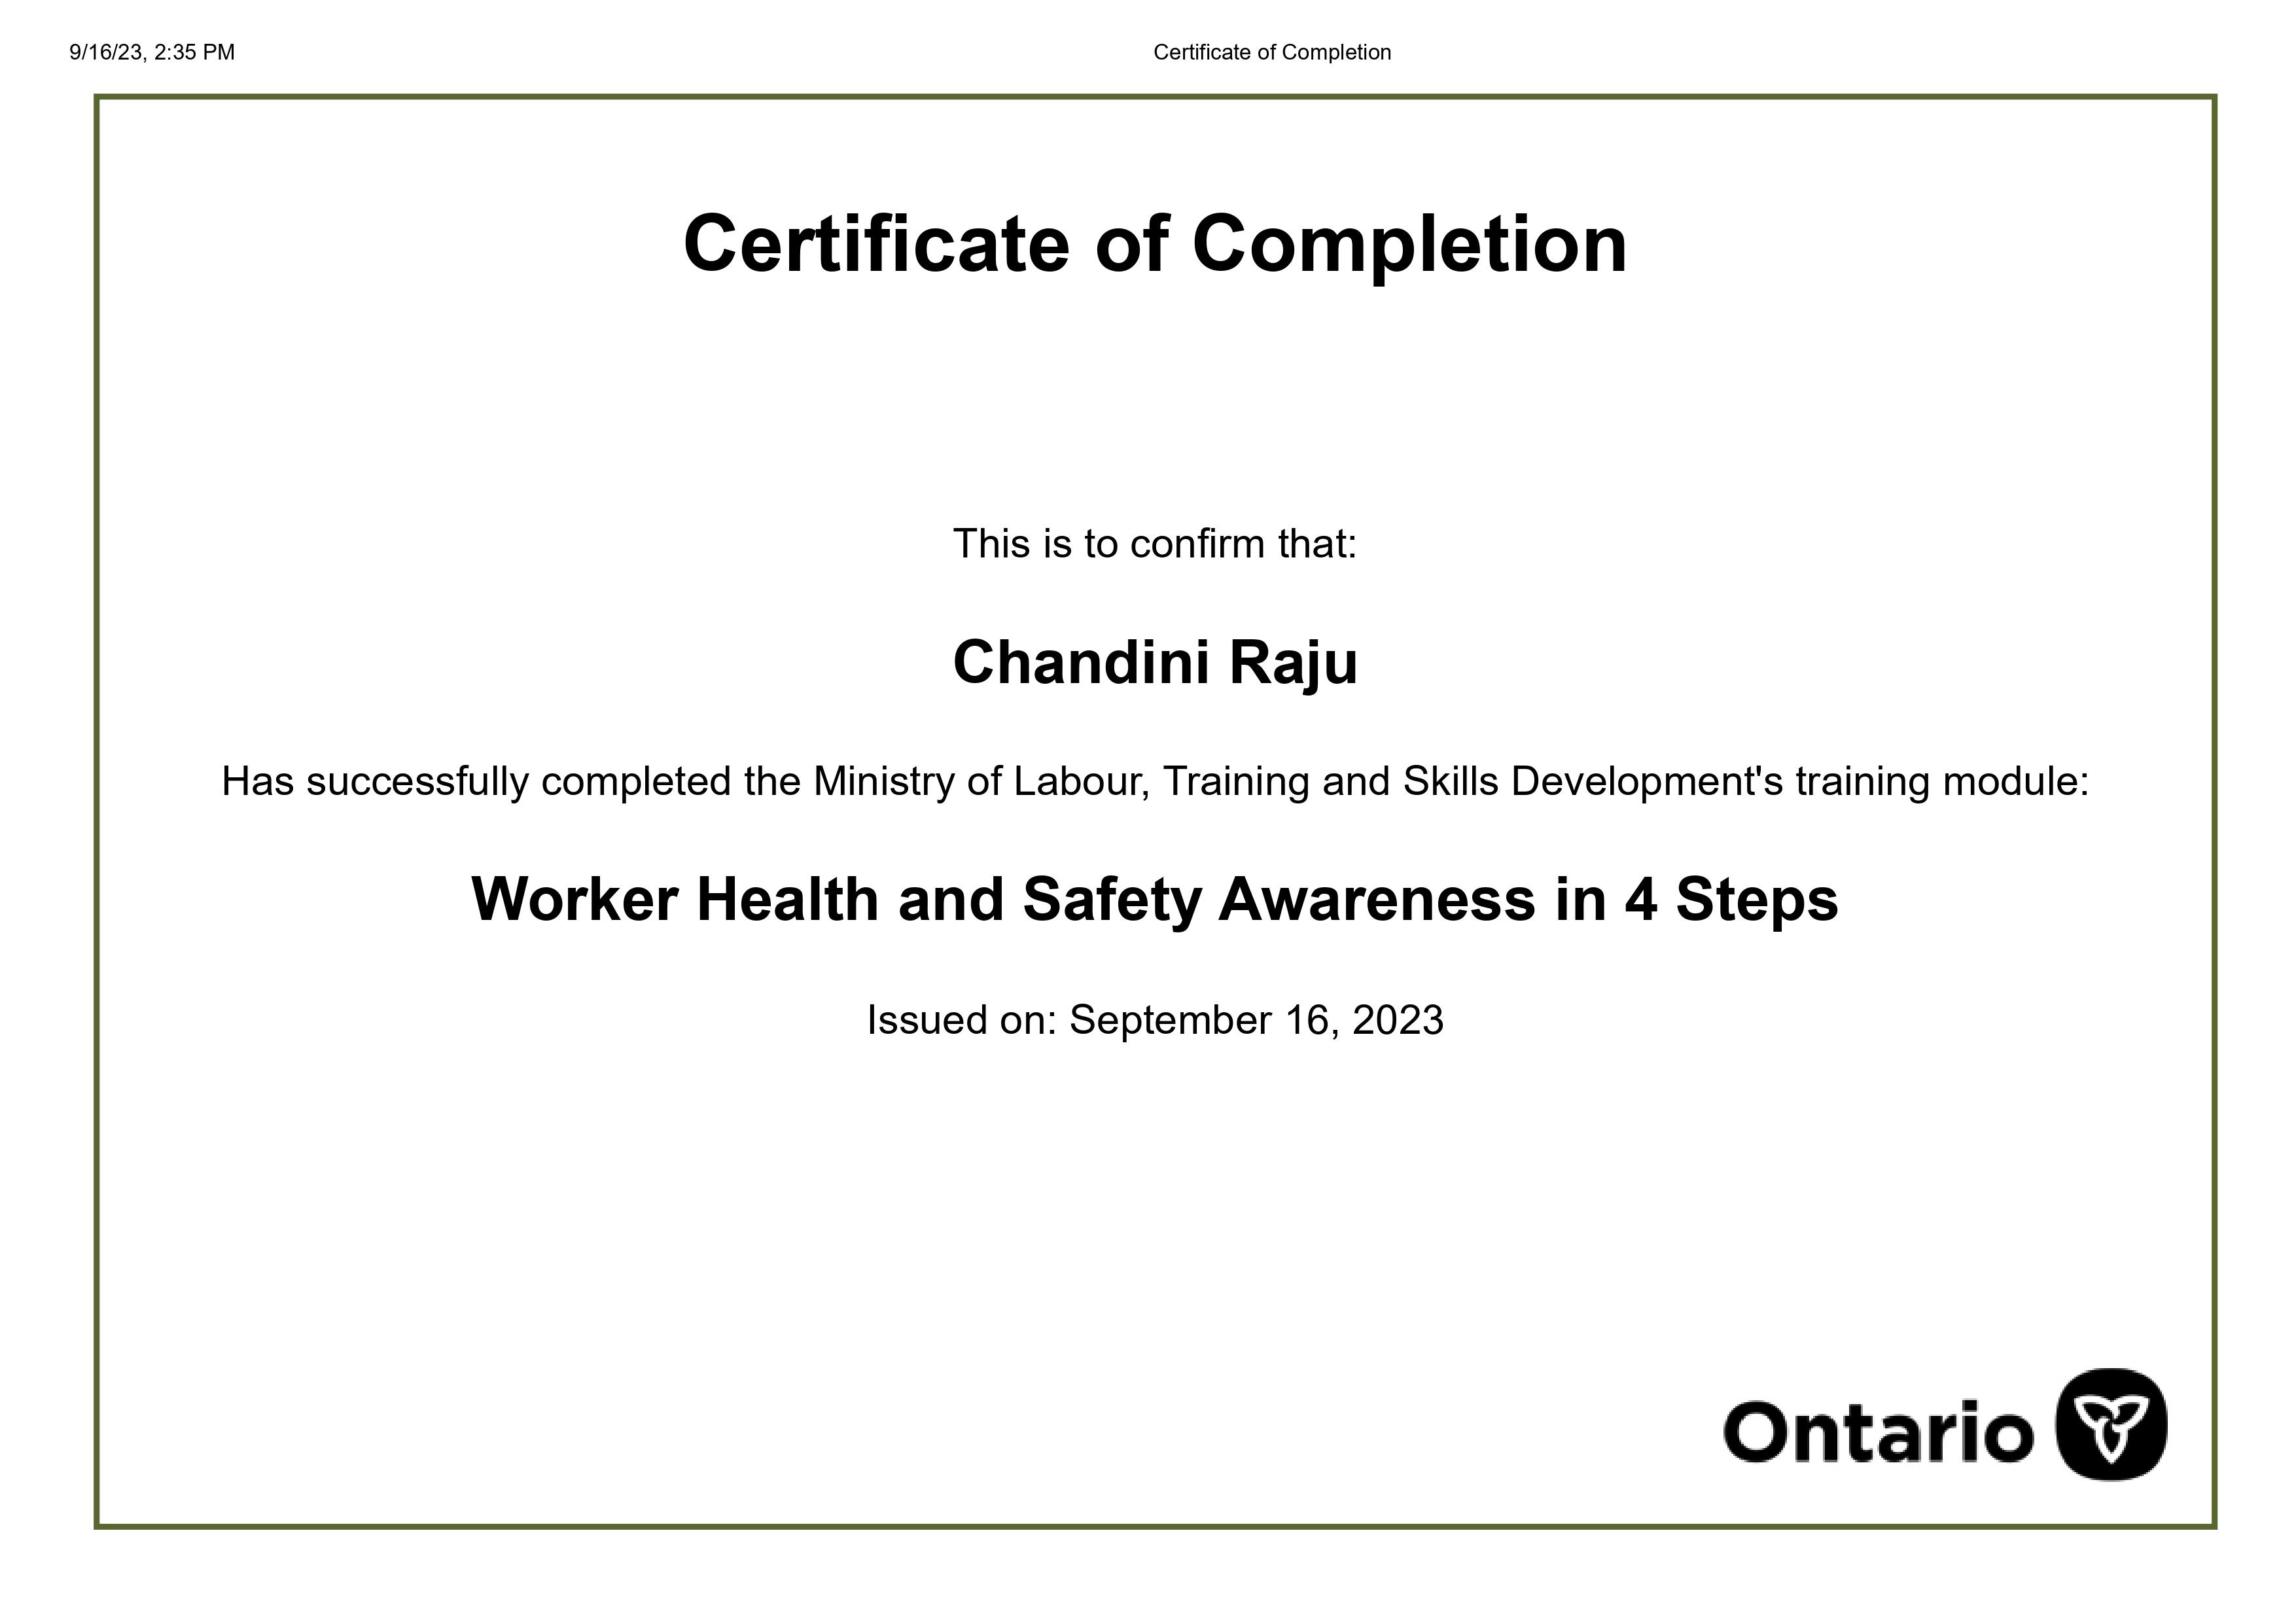 9/16/23, 2:35 PM
Certificate of Completion
Certificate of Completion
This is to confirm that:
Chandini Raju
Has successfully completed the Ministry of Labour, Training and Skills Development's training module:
Worker Health and Safety Awareness in 4 Steps
Issued on: September 16, 2023
Ontario